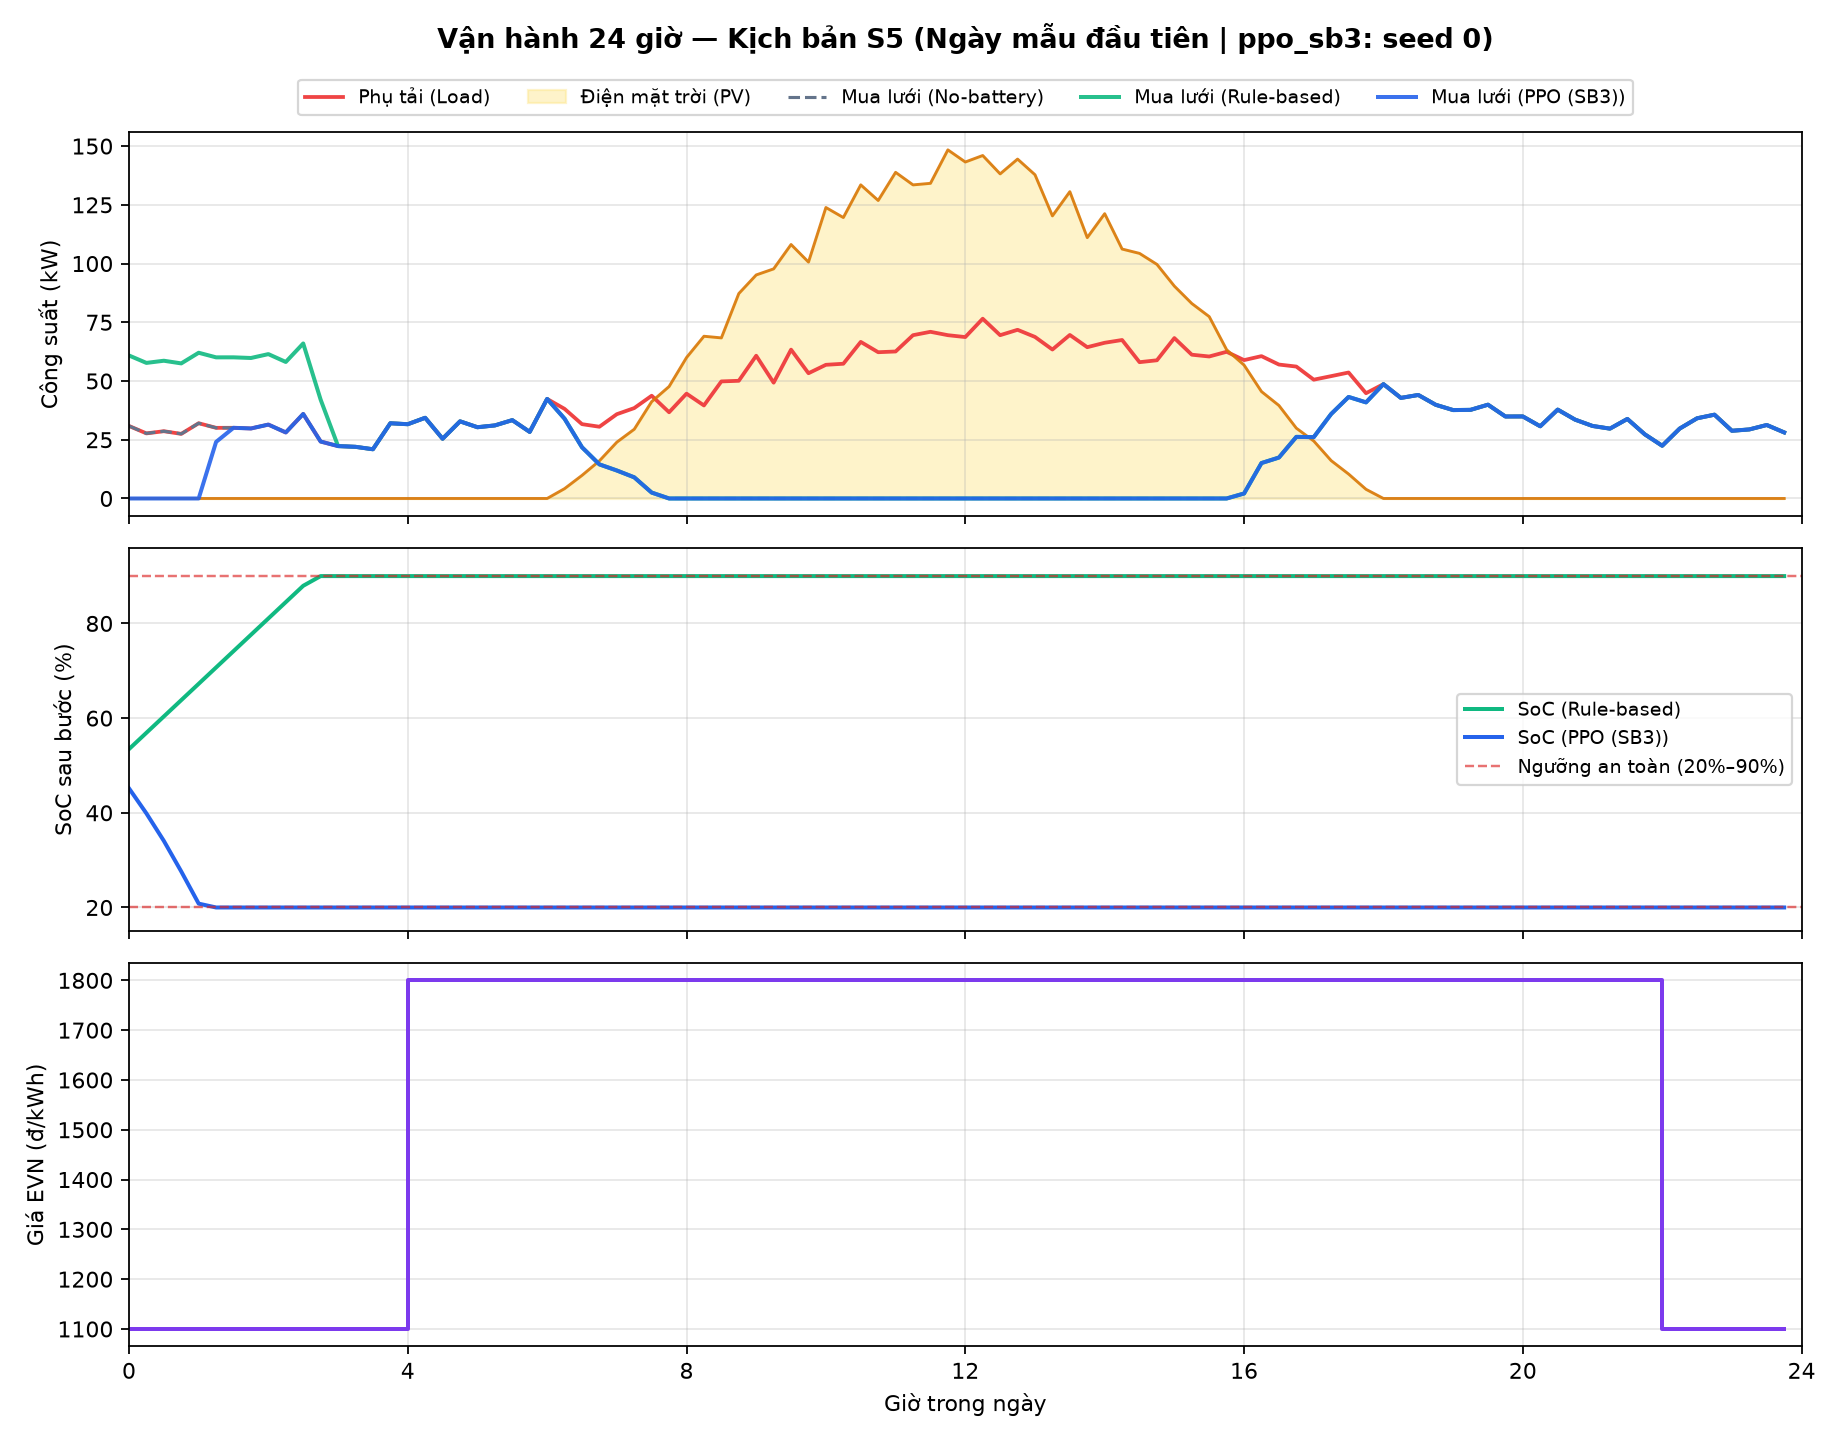 Vận hành 24 giờ — Kịch bản S5 (Ngày mẫu đầu tiên | ppo_sb3: seed 0)
Phụ tải (Load) Điện mặt trời (PV) Mua lưới (No-battery) Mua lưới (Rule-based) Mua lưới (PPO (SB3))
Công suất (kW)
150
125
100
75
50
25
0
SoC sau bước (%)
80
60
40
20
SoC (Rule-based)
SoC (PPO (SB3))
Ngưỡng an toàn (20%–90%)
Giá EVN (đ/kWh)
1800
1700
1600
1500
1400
1300
1200
1100
0 4 8 12 16 20 24
Giờ trong ngày